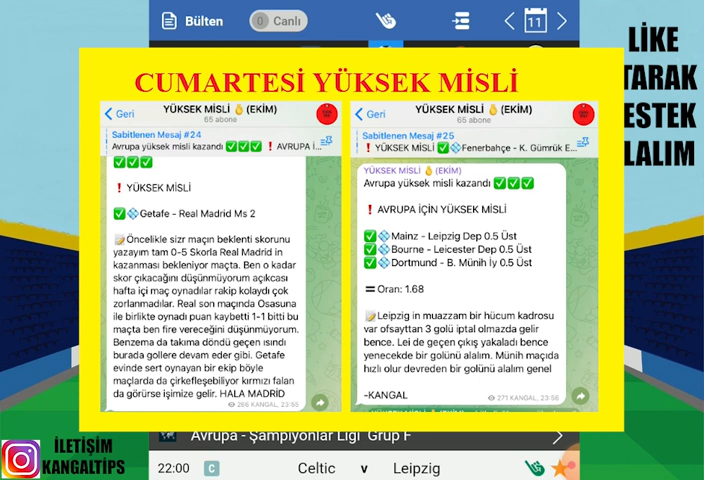 Bülten
0 Canlı
11
LİKE
TARAK
ESTEK
LALIM
CUMARTESİ YÜKSEK MİSLİ
Geri
YÜKSEK MİSLİ 👌(EKİM)
65 abone
Sabitlenen Mesaj #24
Avrupa yüksek misli kazandı ✅✅✅ ❗ AVRUPA İ...
✅✅✅
❗ YÜKSEK MİSLİ
✅💠Getafe - Real Madrid Ms 2
📝Öncelikle sizr maçın beklenti skorunu
yazayım tam 0-5 Skorla Real Madrid in
kazanması bekleniyor maçta. Ben o kadar
skor çıkacağını düşünmüyorum açıkcası
hafta içi maç oynadılar rakip kolaydı çok
zorlanmadılar. Real son maçında Osasuna
ile birlikte oynadı puan kaybetti 1-1 bitti bu
maçta ben fire vereceğini düşünmüyorum.
Benzema da takıma döndü geçen ısındı
burada gollere devam eder gibi. Getafe
evinde sert oynayan bir ekip böyle
maçlarda da çirkefleşebiliyor kırmızı falan
da görürse işimize gelir. HALA MADRİD
256 KANGAL, 23:55
Geri
YÜKSEK MİSLİ 👌(EKİM)
65 abone
Sabitlenen Mesaj #25
❗ YÜKSEK MİSLİ ✅💠Fenerbahçe - K. Gümrük E...
YÜKSEK MİSLİ 👌(EKİM)
Avrupa yüksek misli kazandı ✅✅✅
❗ AVRUPA İÇİN YÜKSEK MİSLİ
✅💠Mainz - Leipzig Dep 0.5 Üst
✅💠Bourne - Leicester Dep 0.5 Üst
✅💠Dortmund - B. Münih İy 0.5 Üst
🟰Oran: 1.68
📝Leipzig in muazzam bir hücum kadrosu
var ofsayttan 3 golü iptal olmazda gelir
bence. Lei de geçen çıkış yakaladı bence
yenecekde bir golünü alalım. Münih maçıda
hızlı olur devreden bir golünü alalım genel
-KANGAL
271 KANGAL, 23:56
Avrupa - Şampiyonlar Ligi Grup F
İLETİŞİM
KANGALTİPS
22:00 C Celtic v Leipzig